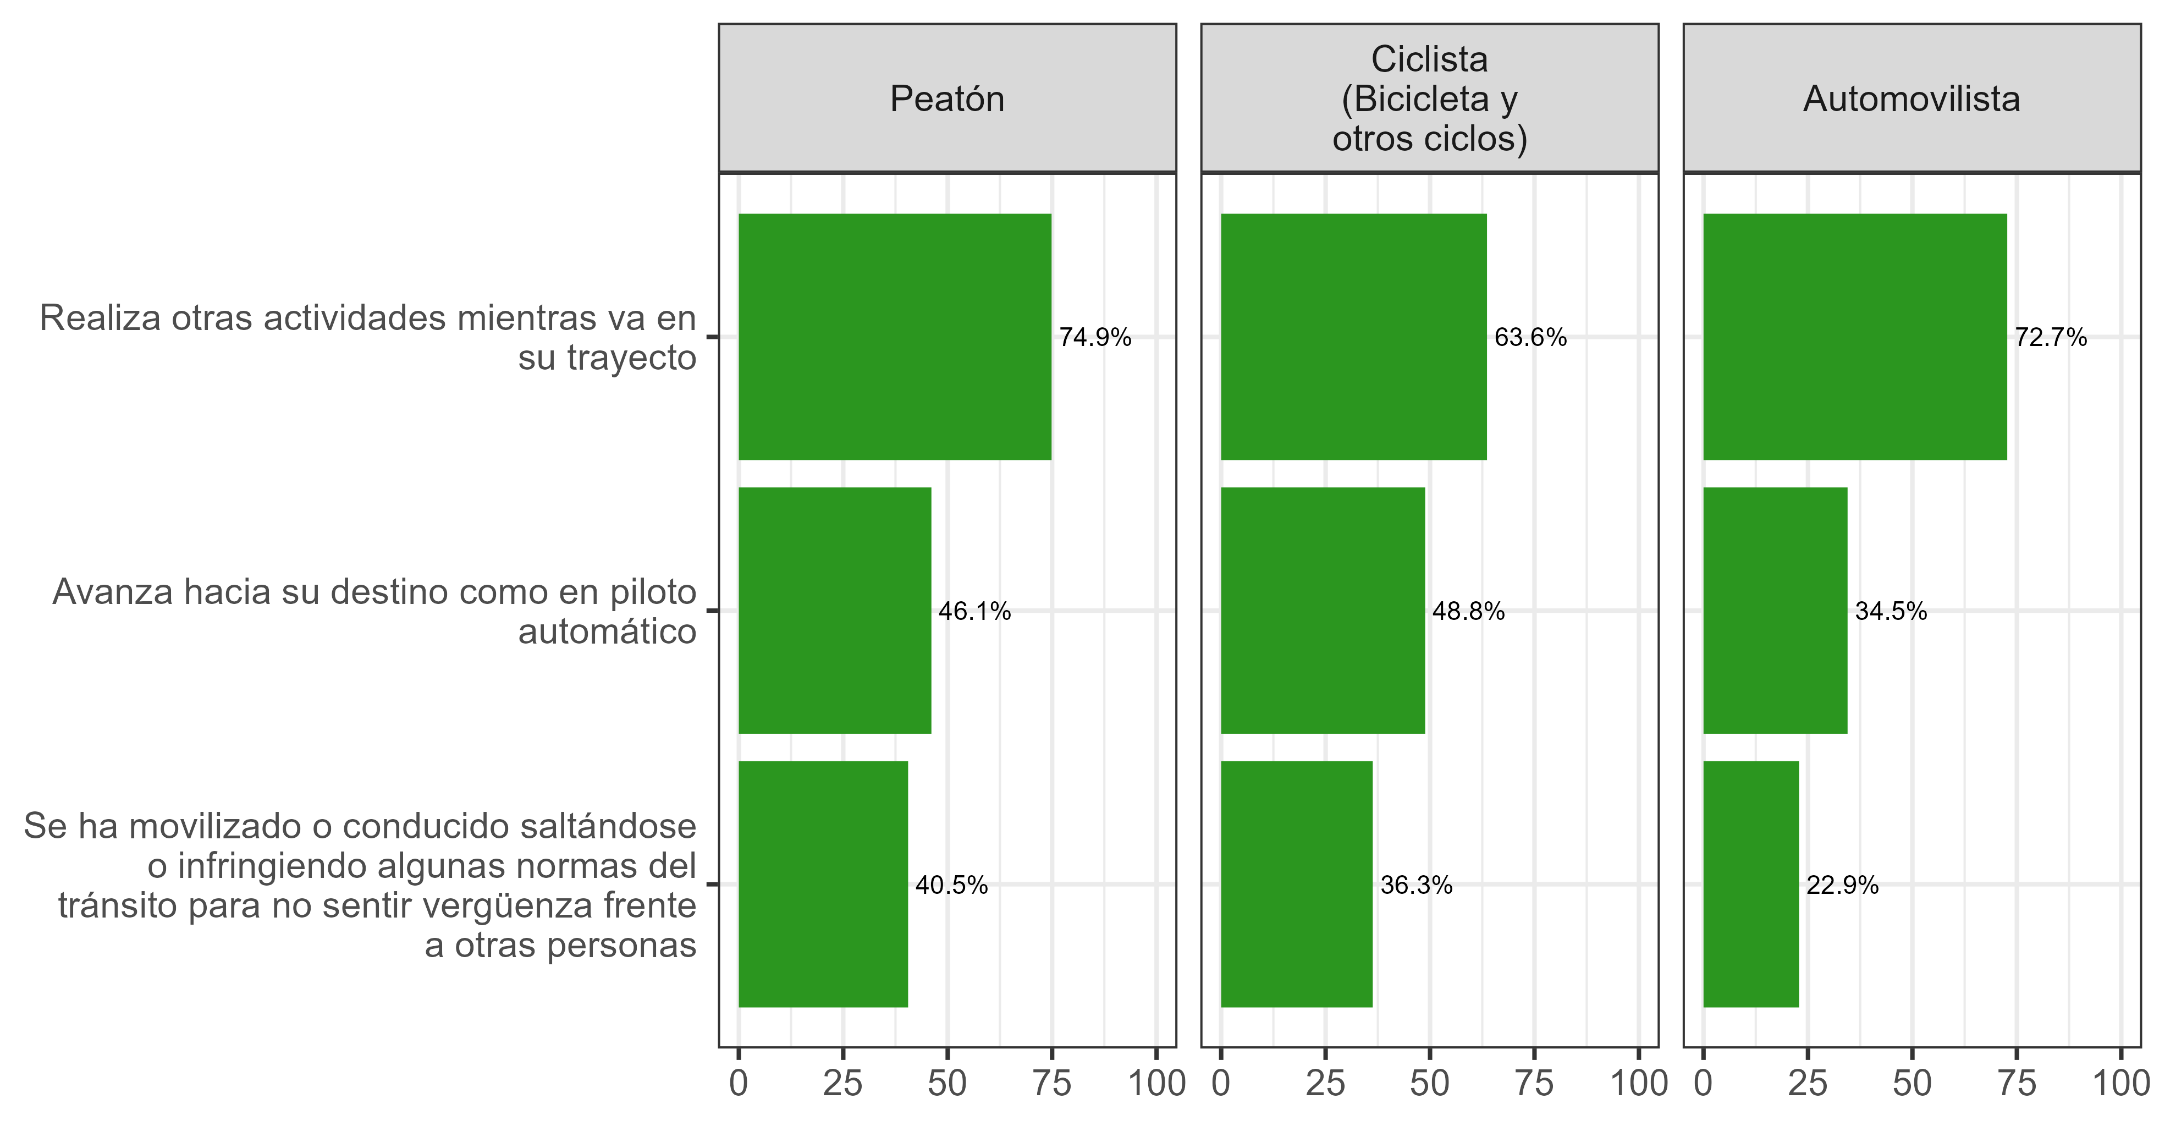 Peatón
Ciclista
(Bicicleta y
otros ciclos)
Automovilista
Realiza otras actividades mientras va en
su trayecto
74.9%
63.6%
72.7%
Avanza hacia su destino como en piloto
automático
46.1%
48.8%
34.5%
Se ha movilizado o conducido saltándose
o infringiendo algunas normas del
tránsito para no sentir vergüenza frente
a otras personas
40.5%
36.3%
22.9%
0 25 50 75 100
0 25 50 75 100
0 25 50 75 100